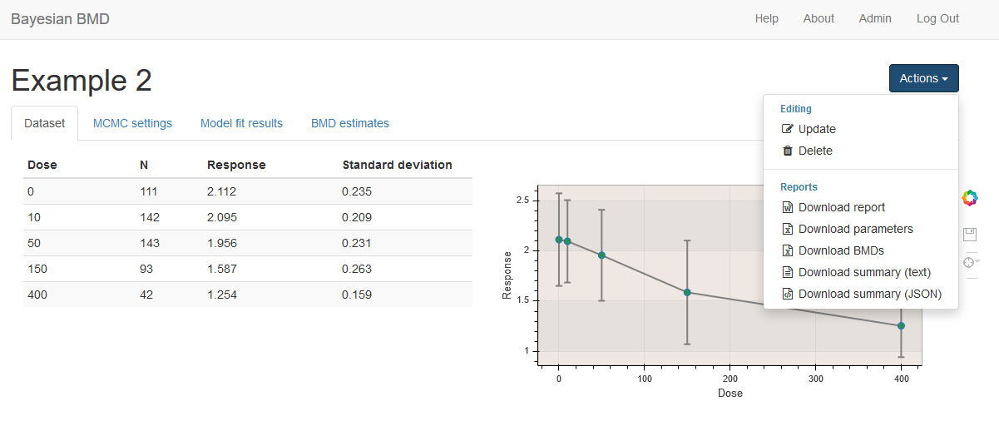 Bayesian BMD Help About Admin Log Out
Example 2
Actions
Editing
Update
Delete
Reports
Download report
Download parameters
Download BMDs
Download summary (text)
Download summary (JSON)
Dataset MCMC settings Model fit results BMD estimates
Dose N Response Standard deviation
0 111 2.112 0.235
10 142 2.095 0.209
50 143 1.956 0.231
150 93 1.587 0.263
400 42 1.254 0.159
Response
2.5
2
1.5
1
0 100 200 300 400
Dose